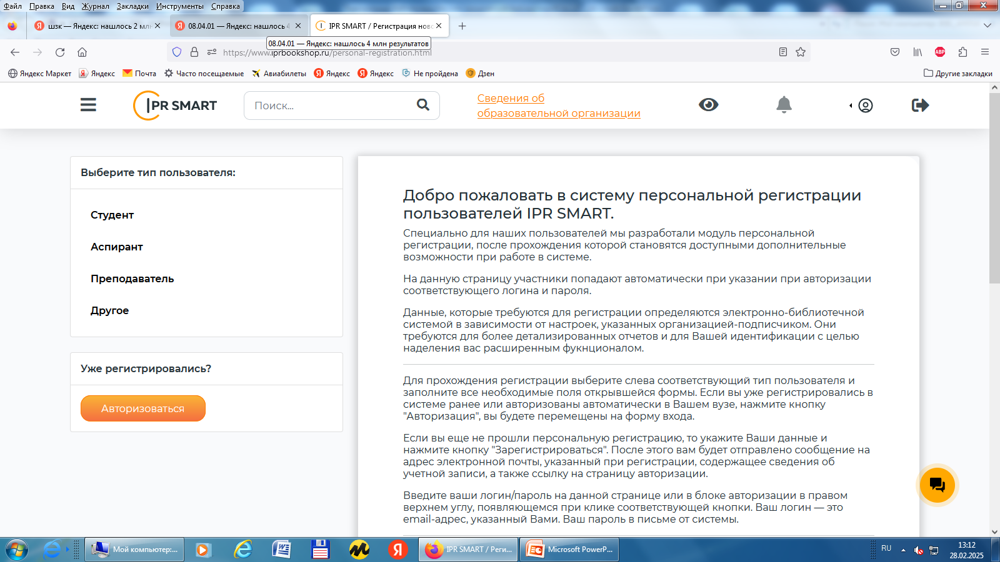 Файл Правка Вид Журнал Закладки Инструменты Справка
шзк — Яндекс: нашлось 2 млн
08.04.01 — Яндекс: нашлось 4
IPR SMART / Регистрация ново
08.04.01 — Яндекс: нашлось 4 млн результатов
https://www.iprbookshop.ru/personal-registration.html
ABP
Яндекс Маркет Яндекс Почта Часто посещаемые Авиабилеты Яндекс Яндекс Не пройдена Дзен Другие закладки
IPR SMART
Поиск...
Сведения об
образовательной организации
Выберите тип пользователя:
Студент
Аспирант
Преподаватель
Другое
Уже регистрировались?
Авторизоваться
Добро пожаловать в систему персональной регистрации
пользователей IPR SMART.
Специально для наших пользователей мы разработали модуль персональной
регистрации, после прохождения которой становятся доступными дополнительные
возможности при работе в системе.
На данную страницу участники попадают автоматически при указании при авторизации
соответствующего логина и пароля.
Данные, которые требуются для регистрации определяются электронно-библиотечной
системой в зависимости от настроек, указанных организацией-подписчиком. Они
требуются для более детализированных отчетов и для Вашей идентификации с целью
наделения вас расширенным фукнционалом.
Для прохождения регистрации выберите слева соответствующий тип пользователя и
заполните все необходимые поля открывшейся формы. Если вы уже регистрировались в
системе ранее или авторизованы автоматически в Вашем вузе, нажмите кнопку
"Авторизация", вы будете перемещены на форму входа.
Если вы еще не прошли персональную регистрацию, то укажите Ваши данные и
нажмите кнопку "Зарегистрироваться". После этого вам будет отправлено сообщение на
адрес электронной почты, указанный при регистрации, содержащее сведения об
учетной записи, а также ссылку на страницу авторизации.
Введите ваши логин/пароль на данной странице или в блоке авторизации в правом
верхнем углу, появляющемся при клике соответствующей кнопки. Ваш логин — это
email-адрес, указанный Вами. Ваш пароль в письме от системы.
Мой компьютер:...
IPR SMART / Реги...
Microsoft PowerP...
RU
13:12
28.02.2025